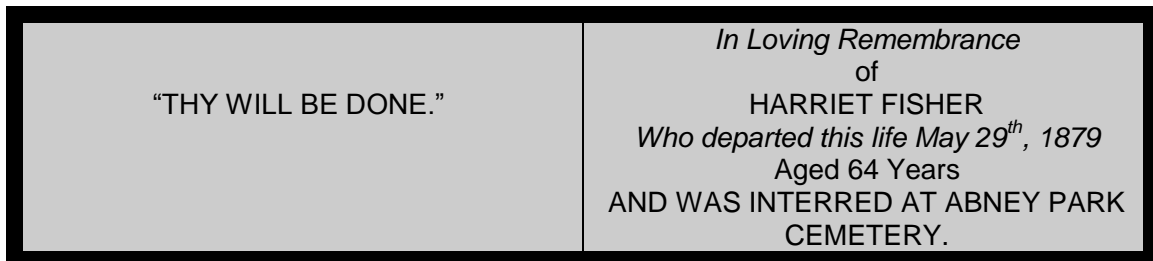 “THY WILL BE DONE.”
In Loving Remembrance
of
HARRIET FISHER
Who departed this life May 29th, 1879
Aged 64 Years
AND WAS INTERRED AT ABNEY PARK
CEMETERY.